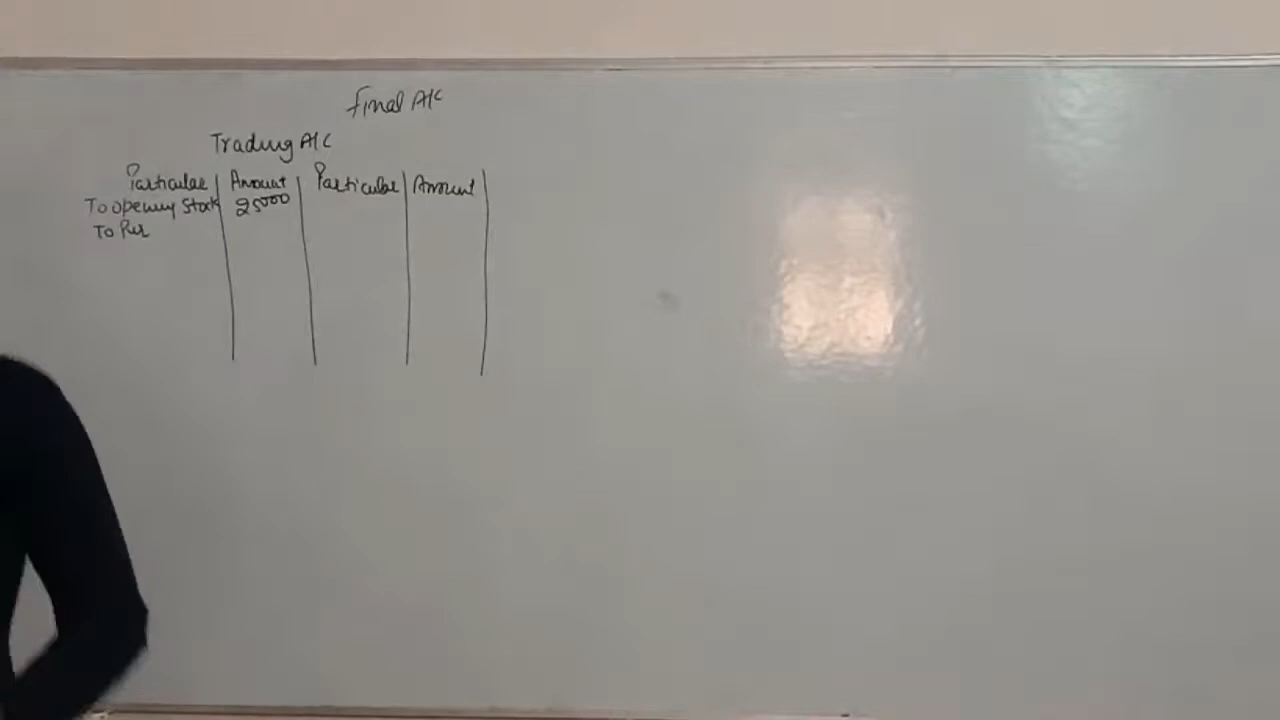 Final A/C
Trading A/C
Particular Amount Particular Amount
To Opening Stock 25000
To Pur